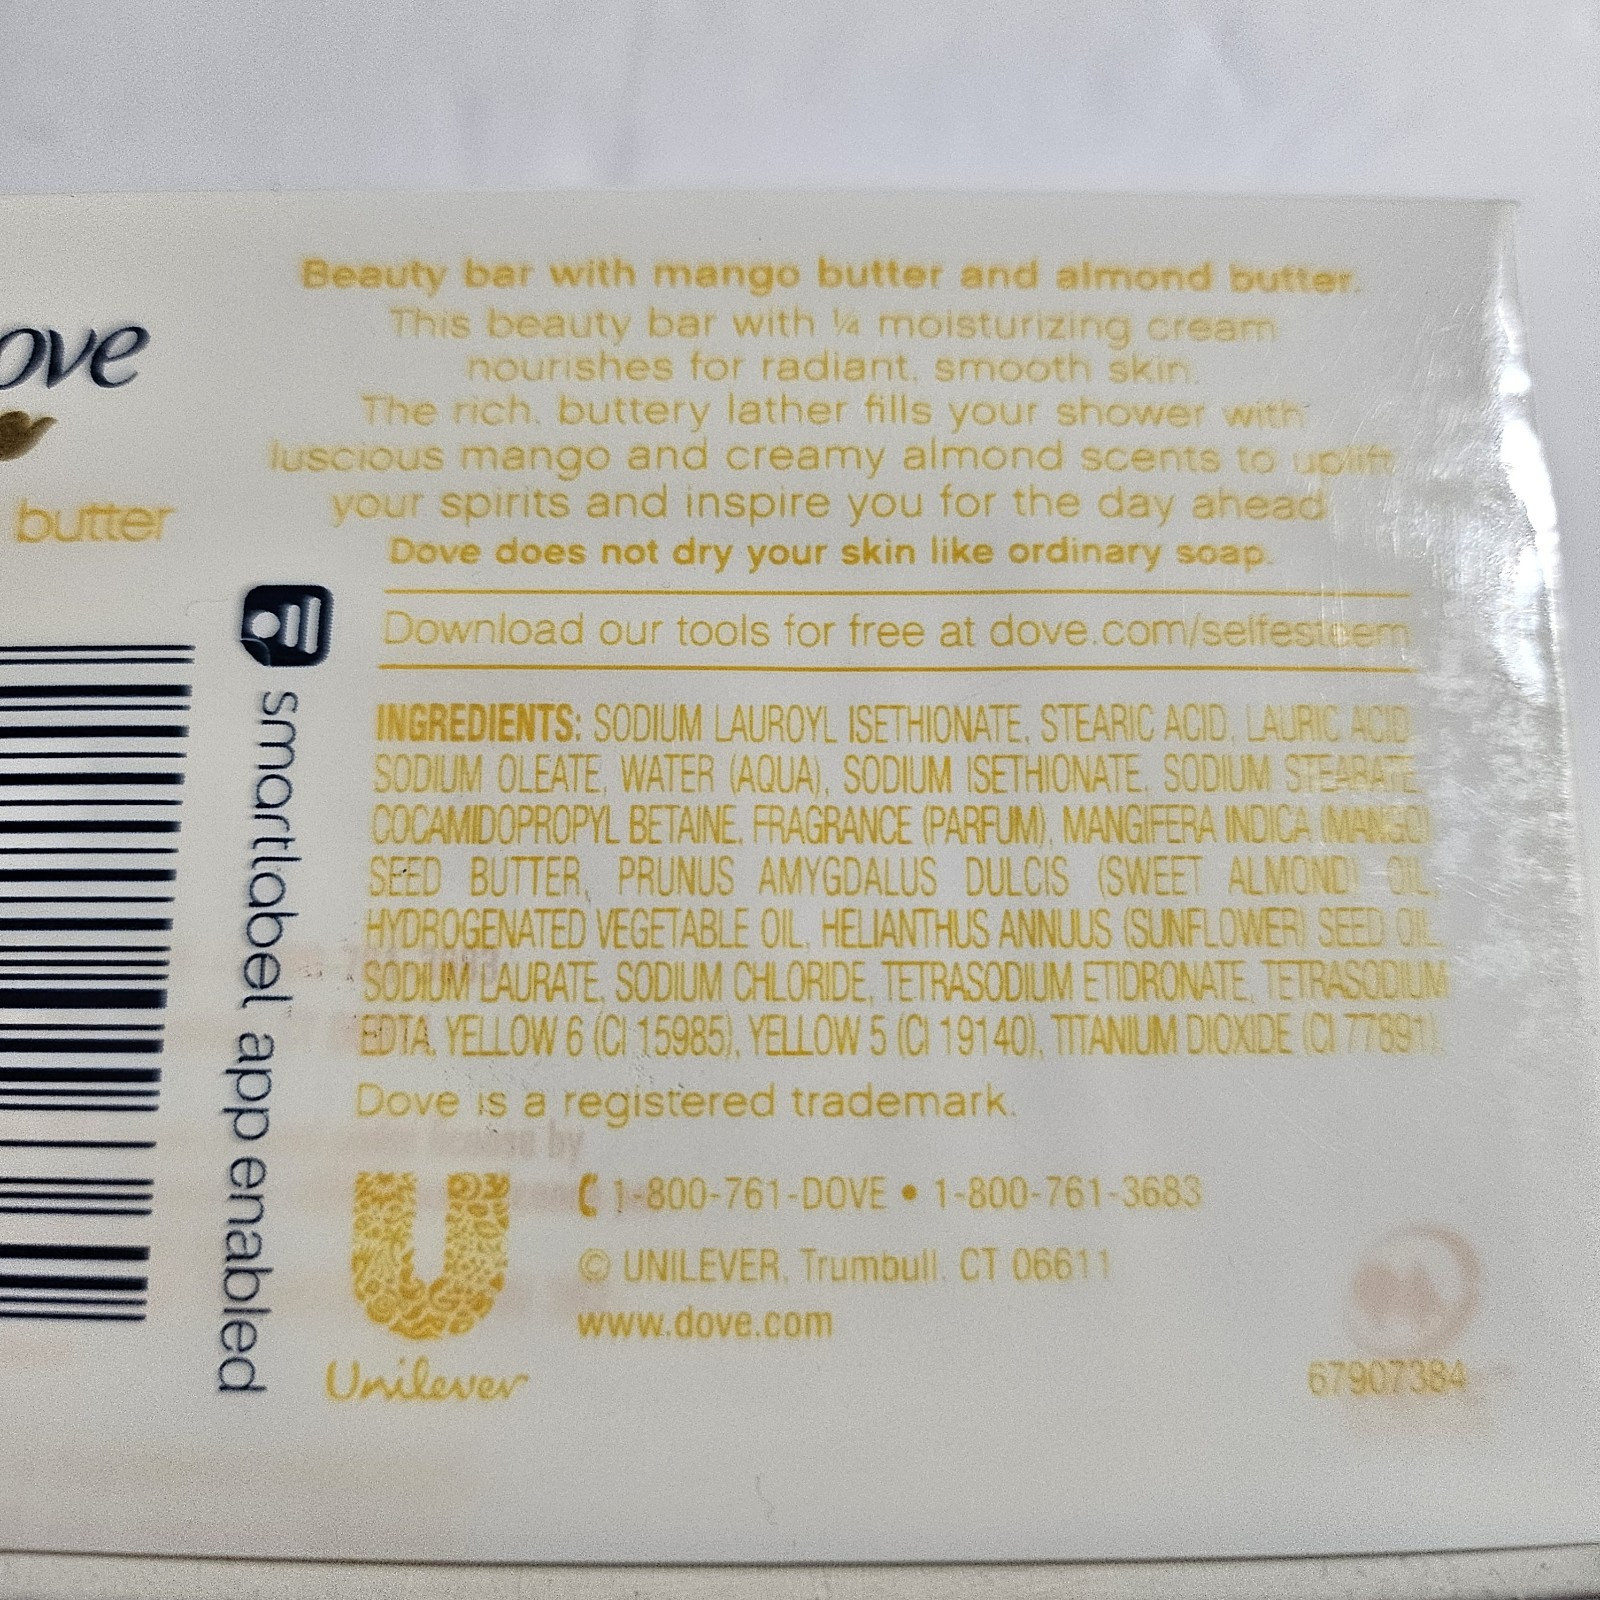 ove
butter
smartlabel app enabled
Beauty bar with mango butter and almond butter.
This beauty bar with ¼ moisturizing cream
nourishes for radiant, smooth skin.
The rich, buttery lather fills your shower with
luscious mango and creamy almond scents to uplift
your spirits and inspire you for the day ahead.
Dove does not dry your skin like ordinary soap.
Download our tools for free at dove.com/selfesteem
INGREDIENTS: SODIUM LAUROYL ISETHIONATE, STEARIC ACID, LAURIC ACID,
SODIUM OLEATE, WATER (AQUA), SODIUM ISETHIONATE, SODIUM STEARATE,
COCAMIDOPROPYL BETAINE, FRAGRANCE (PARFUM), MANGIFERA INDICA (MANGO)
SEED BUTTER, PRUNUS AMYGDALUS DULCIS (SWEET ALMOND) OIL,
HYDROGENATED VEGETABLE OIL, HELIANTHUS ANNUUS (SUNFLOWER) SEED OIL,
SODIUM LAURATE, SODIUM CHLORIDE, TETRASODIUM ETIDRONATE, TETRASODIUM
EDTA, YELLOW 6 (CI 15985), YELLOW 5 (CI 19140), TITANIUM DIOXIDE (CI 77891).
Dove is a registered trademark.
1-800-761-DOVE • 1-800-761-3683
© UNILEVER, Trumbull, CT 06611
www.dove.com
Unilever
67907384